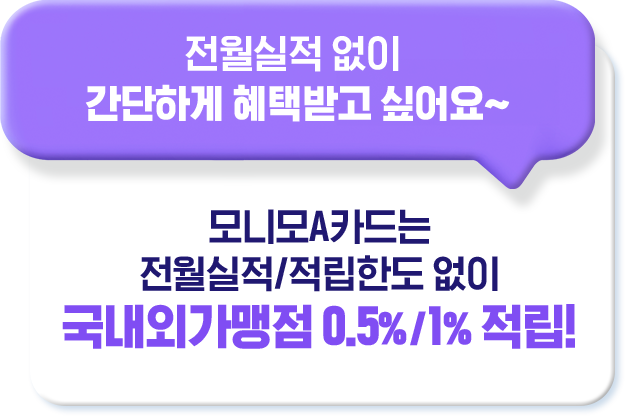 전월실적 없이
간단하게 혜택받고 싶어요~
모니모A카드는
전월실적/적립한도 없이
국내외가맹점 0.5%/1% 적립!